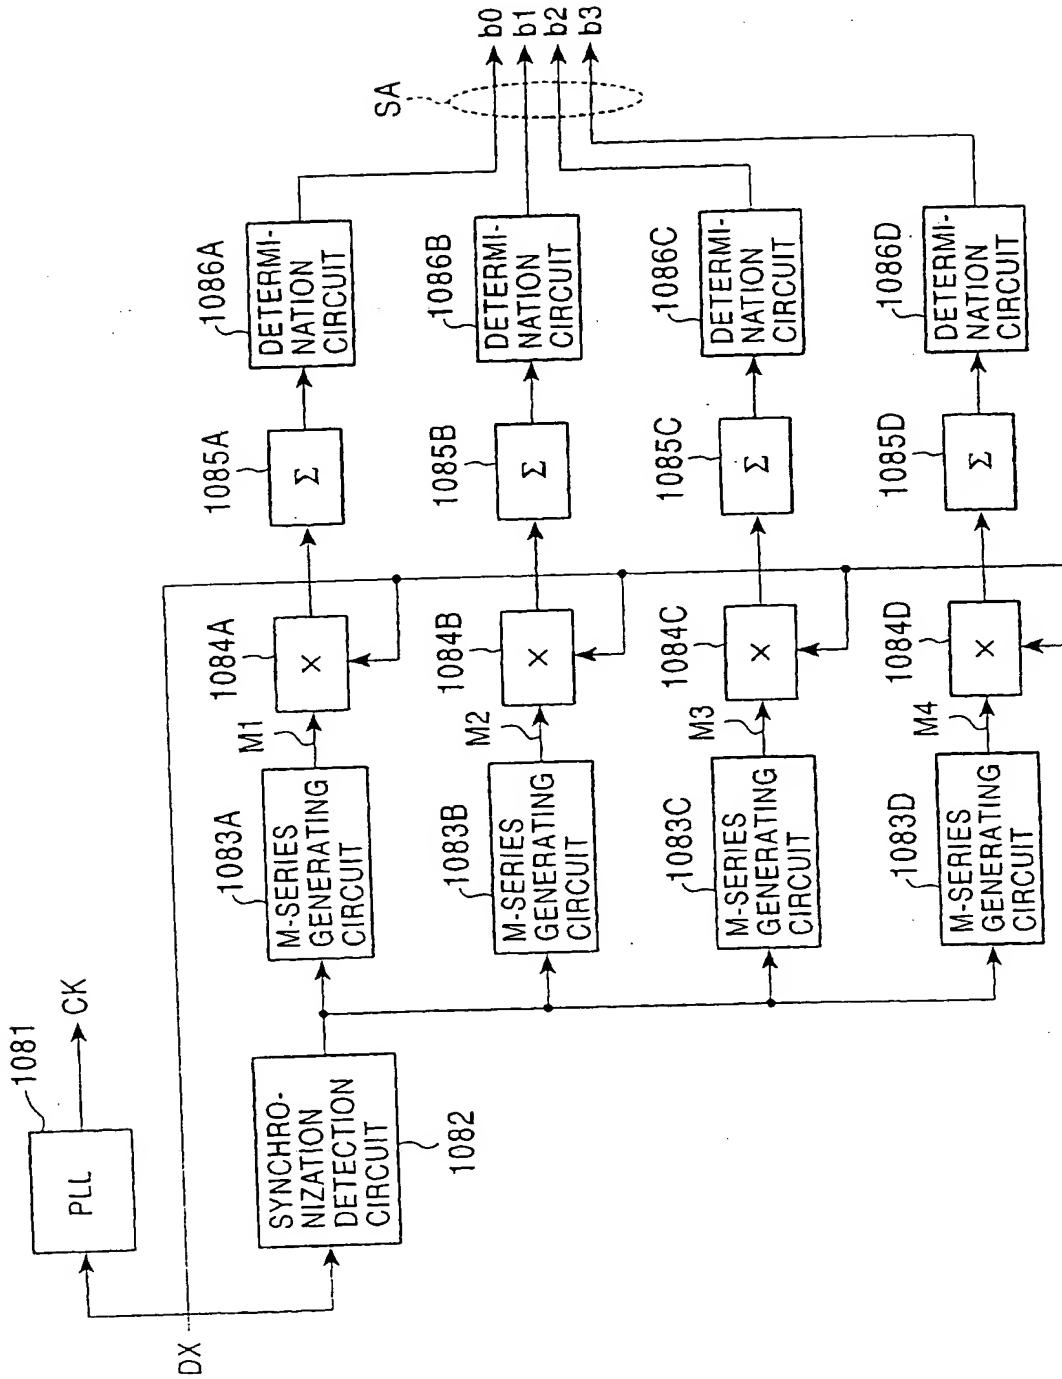 DX
PLL
1081
CK
SYNCHRO-
NIZATION
DETECTION
CIRCUIT
1082
1083A
M-SERIES
GENERATING
CIRCUIT
M1
1084A
×
1085A
Σ
1086A
DETERMI-
NATION
CIRCUIT
1083B
M-SERIES
GENERATING
CIRCUIT
M2
1084B
×
1085B
Σ
1086B
DETERMI-
NATION
CIRCUIT
1083C
M-SERIES
GENERATING
CIRCUIT
M3
1084C
×
1085C
Σ
1086C
DETERMI-
NATION
CIRCUIT
1083D
M-SERIES
GENERATING
CIRCUIT
M4
1084D
×
1085D
Σ
1086D
DETERMI-
NATION
CIRCUIT
SA
b0
b1
b2
b3